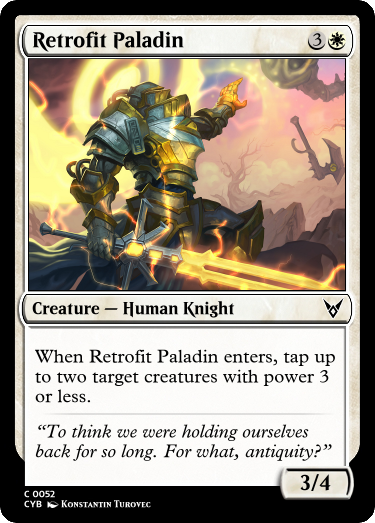 Retrofit Paladin 3
Creature — Human Knight
When Retrofit Paladin enters, tap up
to two target creatures with power 3
or less.
“To think we were holding ourselves
back for so long. For what, antiquity?”
3/4
C 0052
CYB Konstantin Turovec